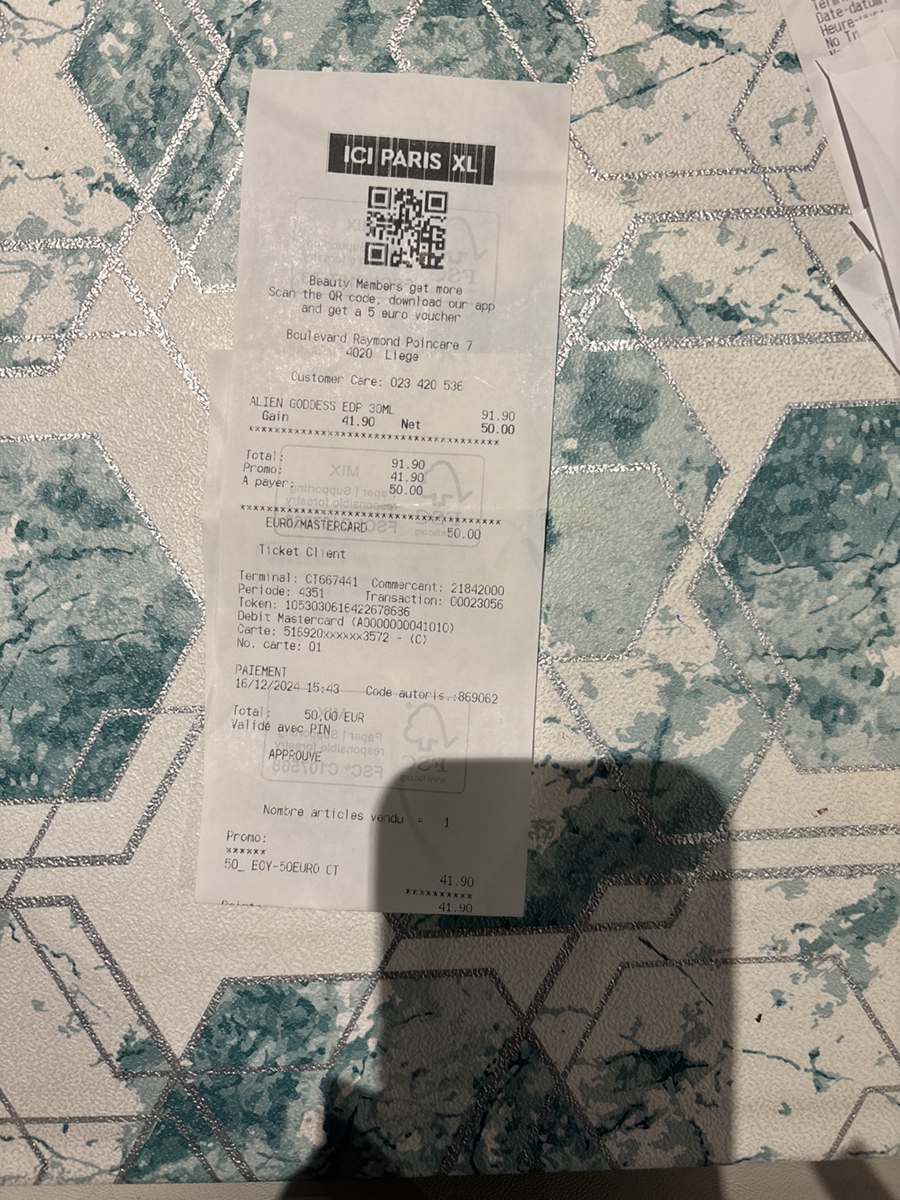 ICI PARIS XL
Beauty Members get more
Scan the QR code, download our app
and get a 5 euro voucher
Boulevard Raymond Poincare 7
4020 Liege
Customer Care: 023 420 536
ALIEN GODDESS EDP 30ML 91.90
Gain 41.90 Net 50.00
*********************************
Total: 91.90
Promo: 41.90
A payer: 50.00
*********************************
EURO/MASTERCARD 50.00
Ticket Client
Terminal: CT667441 Commercant: 21842000
Periode: 4351 Transaction: 00023056
Token: 1053030616422678686
Debit Mastercard (A0000000041010)
Carte: 516920xxxxxx3572 - (C)
No. carte: 01
PAIEMENT
16/12/2024 15:43 Code autoris.:869062
Total: 50,00 EUR
Validé avec PIN
APPROUVE
Nombre articles vendu = 1
Promo:
******
50_ ECY-50EURO CT
41.90
**********
41.90